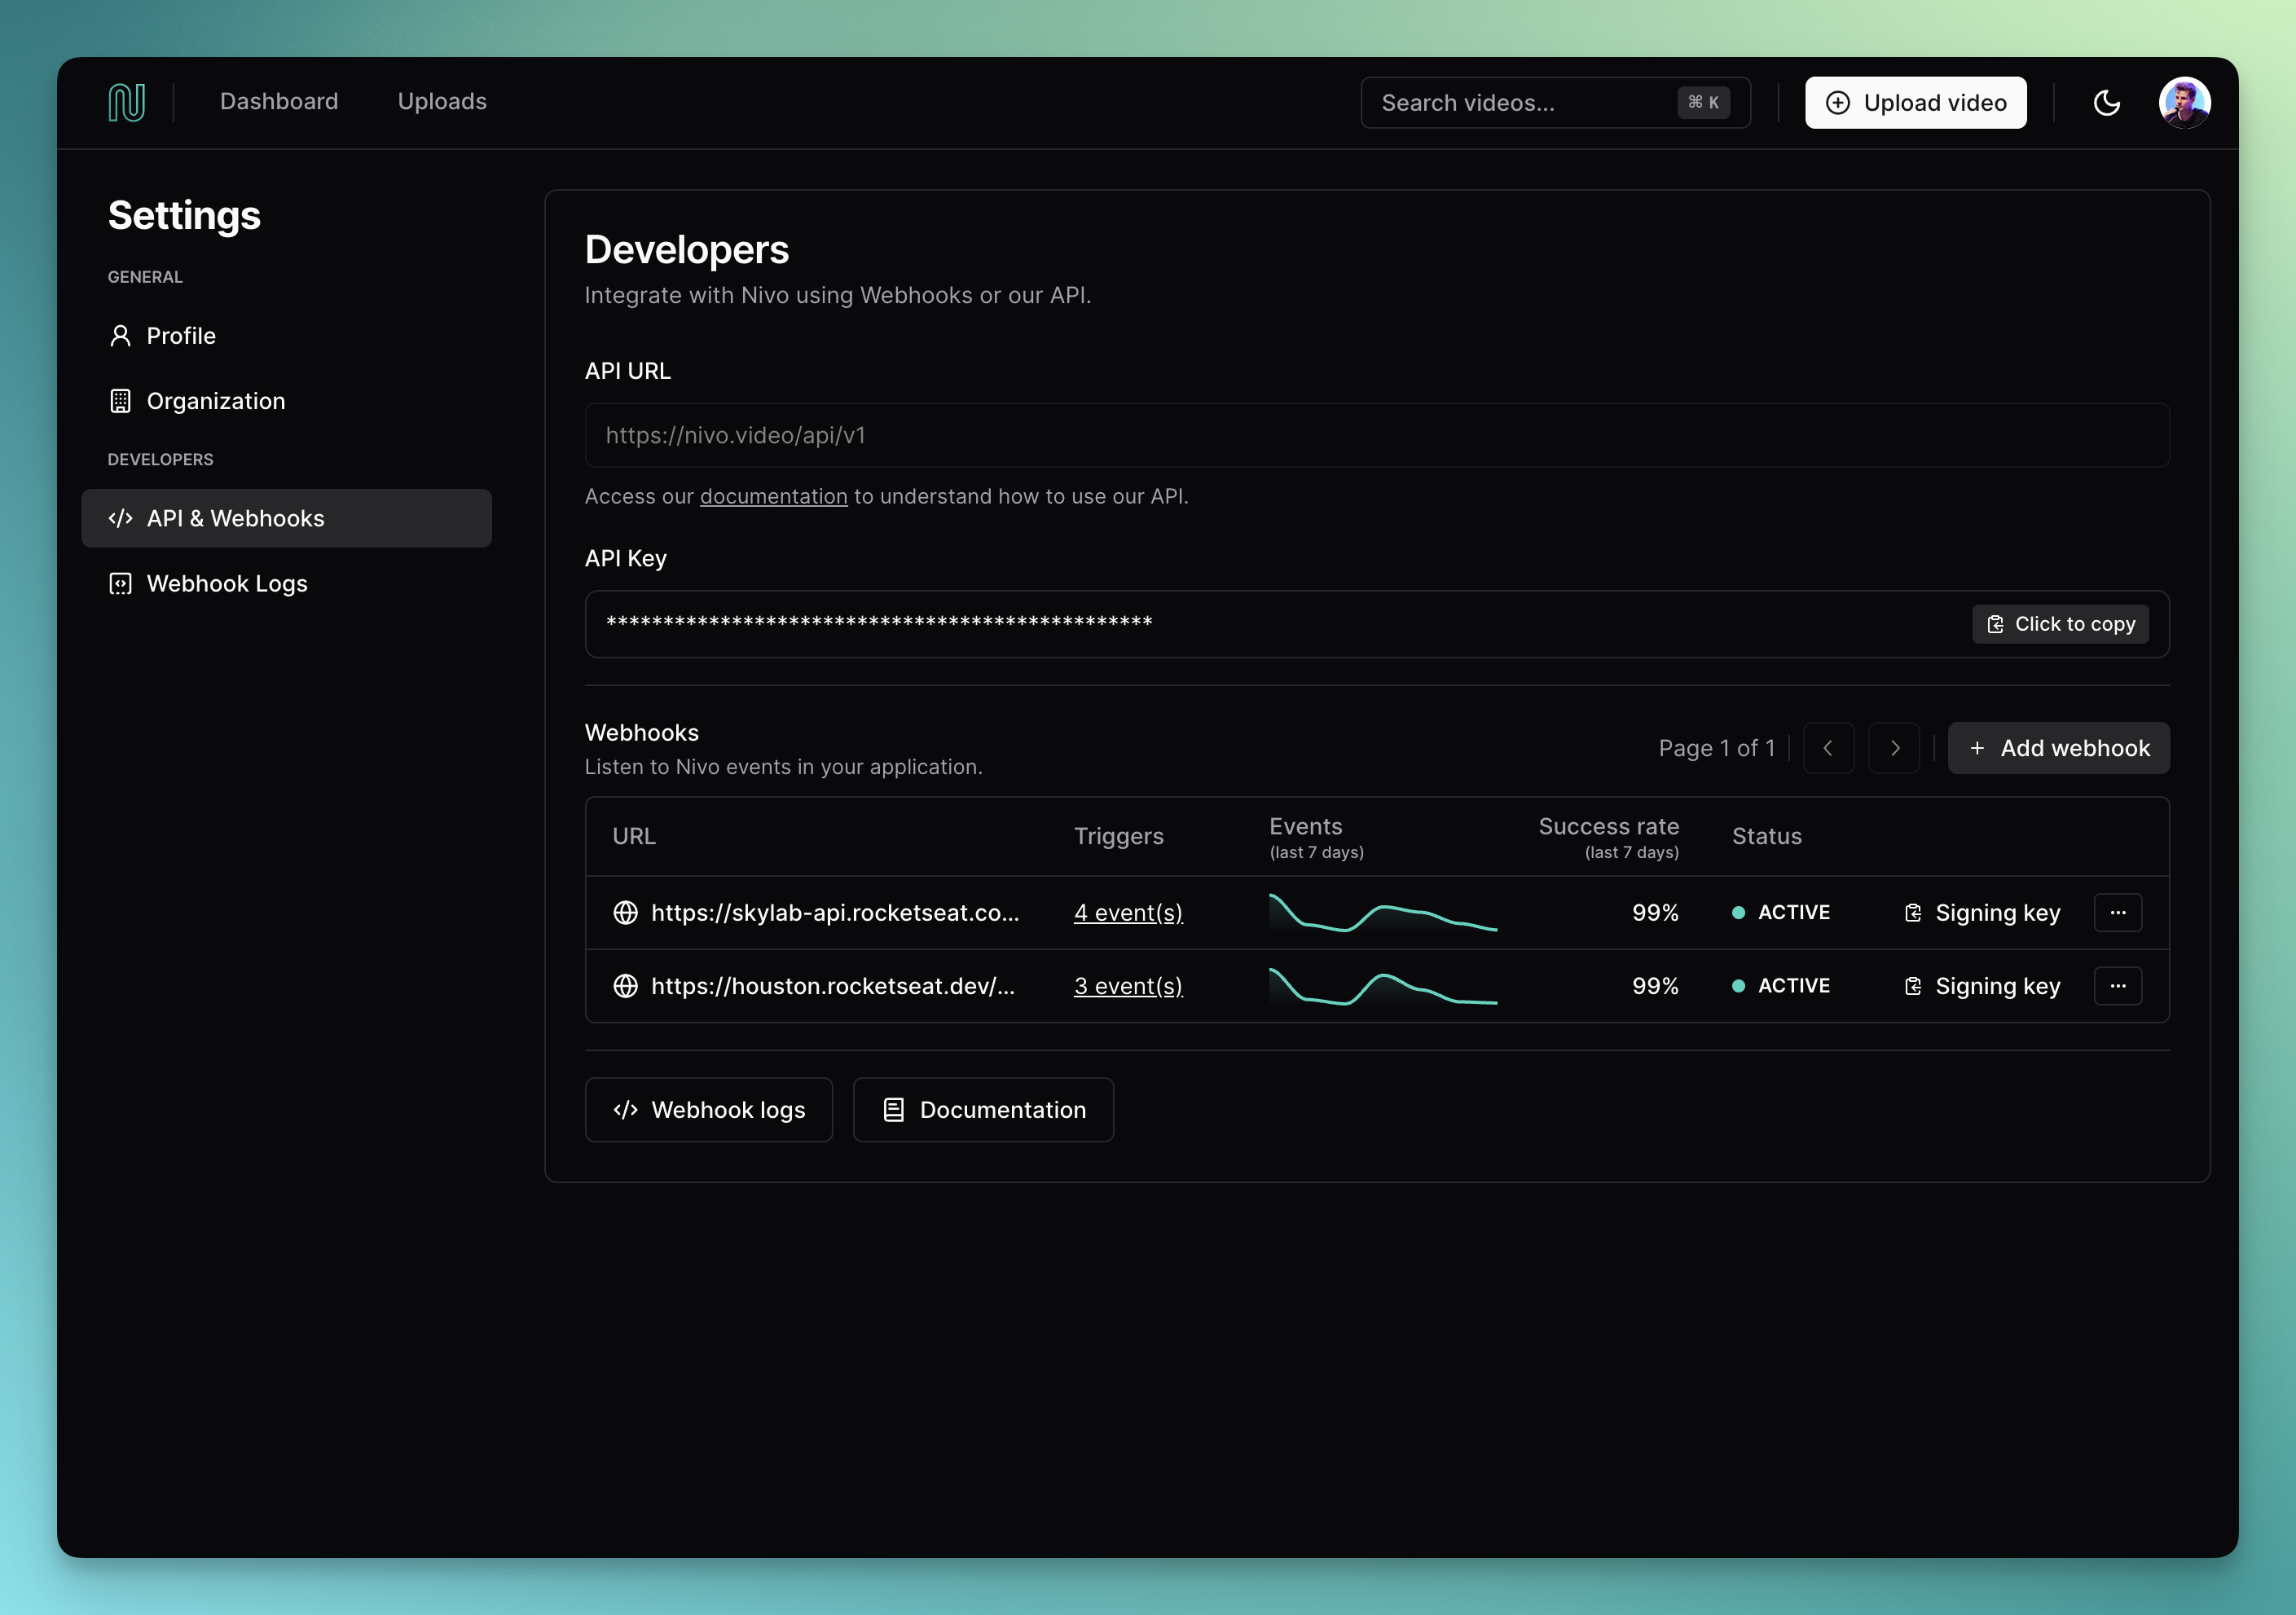 Dashboard
Uploads
Search videos...
⌘ K
Upload video
Settings
GENERAL
Profile
Organization
DEVELOPERS
API & Webhooks
Webhook Logs
Developers
Integrate with Nivo using Webhooks or our API.
API URL
https://nivo.video/api/v1
Access our documentation to understand how to use our API.
API Key
************************************************
Click to copy
Webhooks
Listen to Nivo events in your application.
Page 1 of 1
Add webhook
URL
Triggers
Events
(last 7 days)
Success rate
(last 7 days)
Status
https://skylab-api.rocketseat.co...
4 event(s)
99%
ACTIVE
Signing key
https://houston.rocketseat.dev/...
3 event(s)
99%
ACTIVE
Signing key
Webhook logs
Documentation